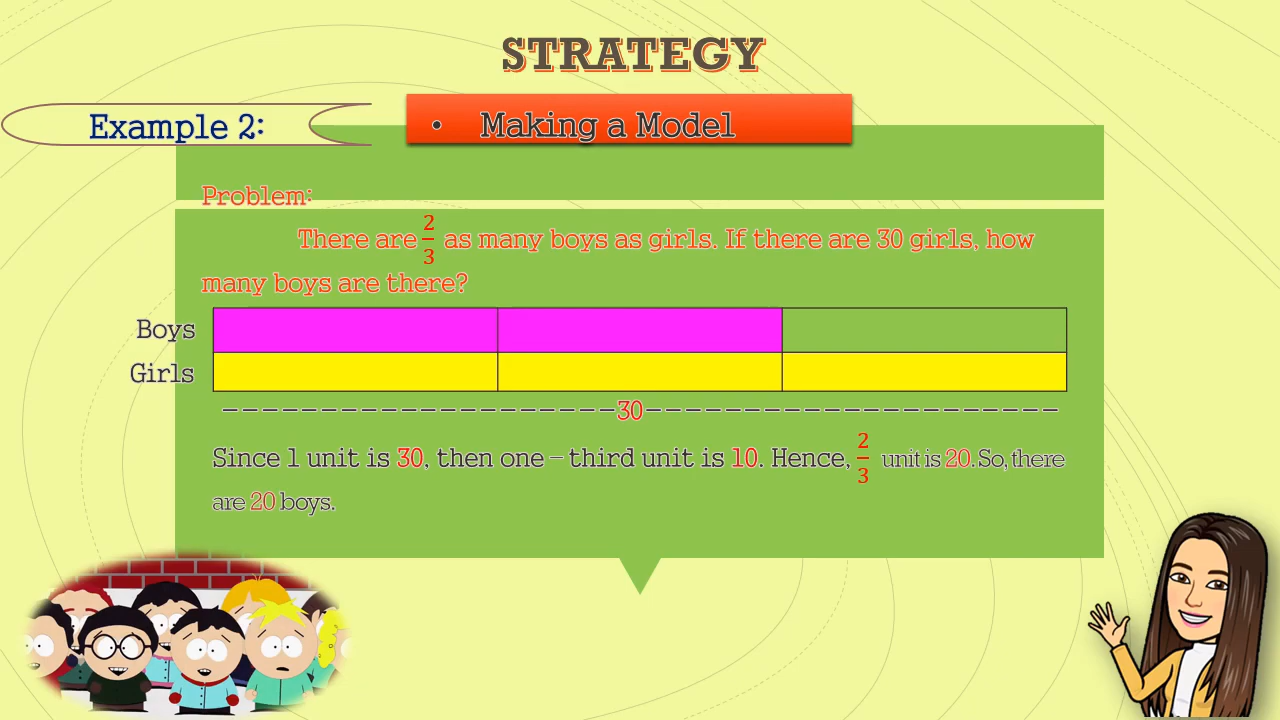 STRATEGY
Example 2:
• Making a Model
Problem:
There are 2/3 as many boys as girls. If there are 30 girls, how
many boys are there?
Boys
Girls
--------------------30---------------------
Since 1 unit is 30, then one – third unit is 10. Hence, 2/3 unit is 20. So, there
are 20 boys.